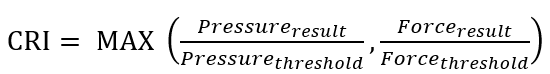 CRI = MAX (Pressure_result / Pressure_threshold , Force_result / Force_threshold)